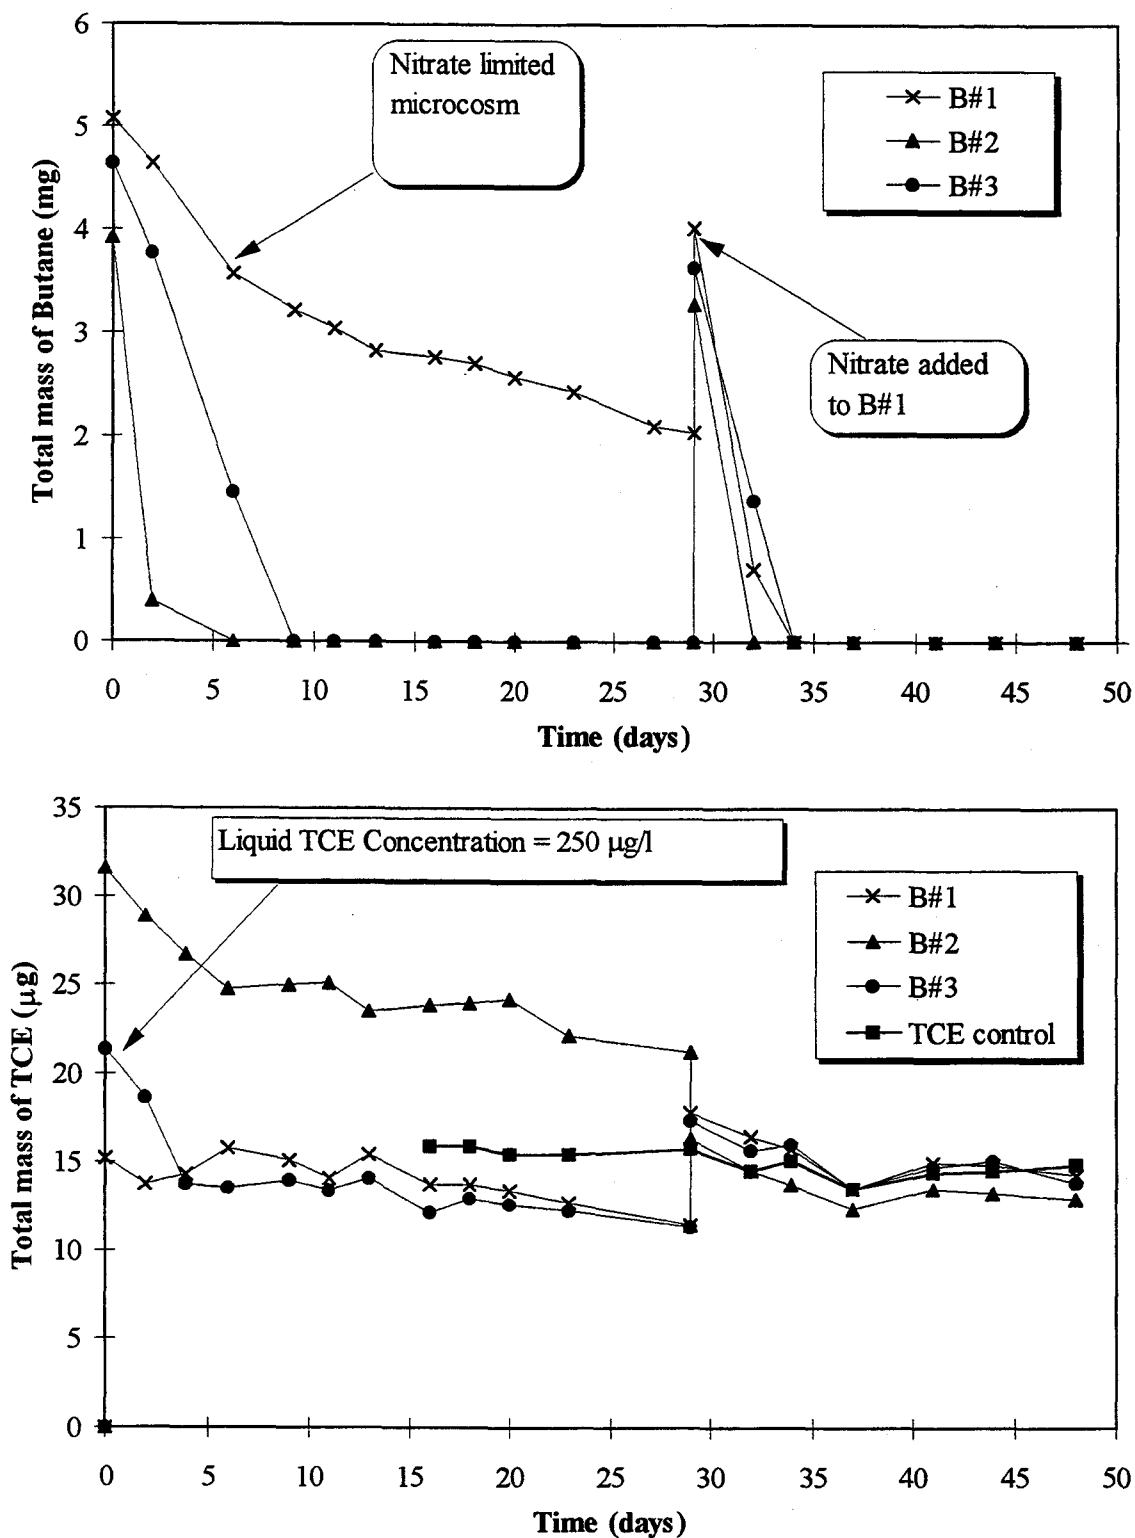 6
5
4
3
2
1
0
Total mass of Butane (mg)
Nitrate limited
microcosm
B#1
B#2
B#3
Nitrate added
to B#1
0 5 10 15 20 25 30 35 40 45 50
Time (days)
35
30
25
20
15
10
5
0
Total mass of TCE (μg)
Liquid TCE Concentration = 250 μg/l
B#1
B#2
B#3
TCE control
0 5 10 15 20 25 30 35 40 45 50
Time (days)